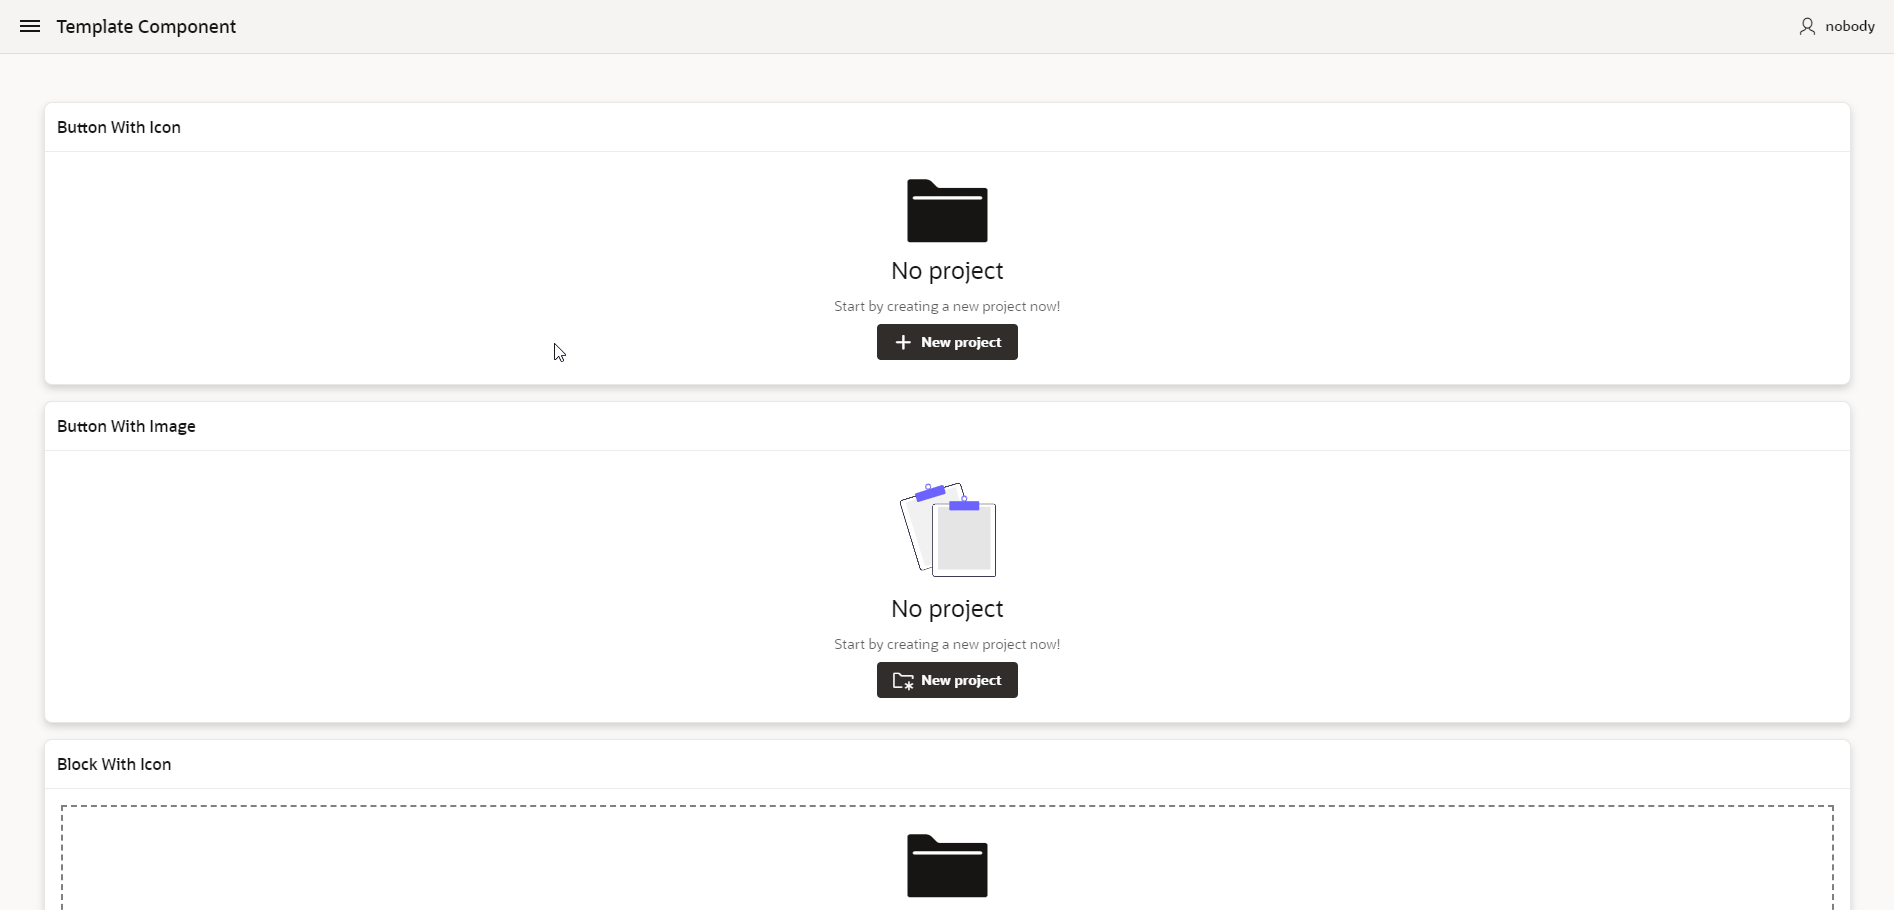 Template Component
nobody
Button With Icon
No project
Start by creating a new project now!
New project
Button With Image
No project
Start by creating a new project now!
New project
Block With Icon